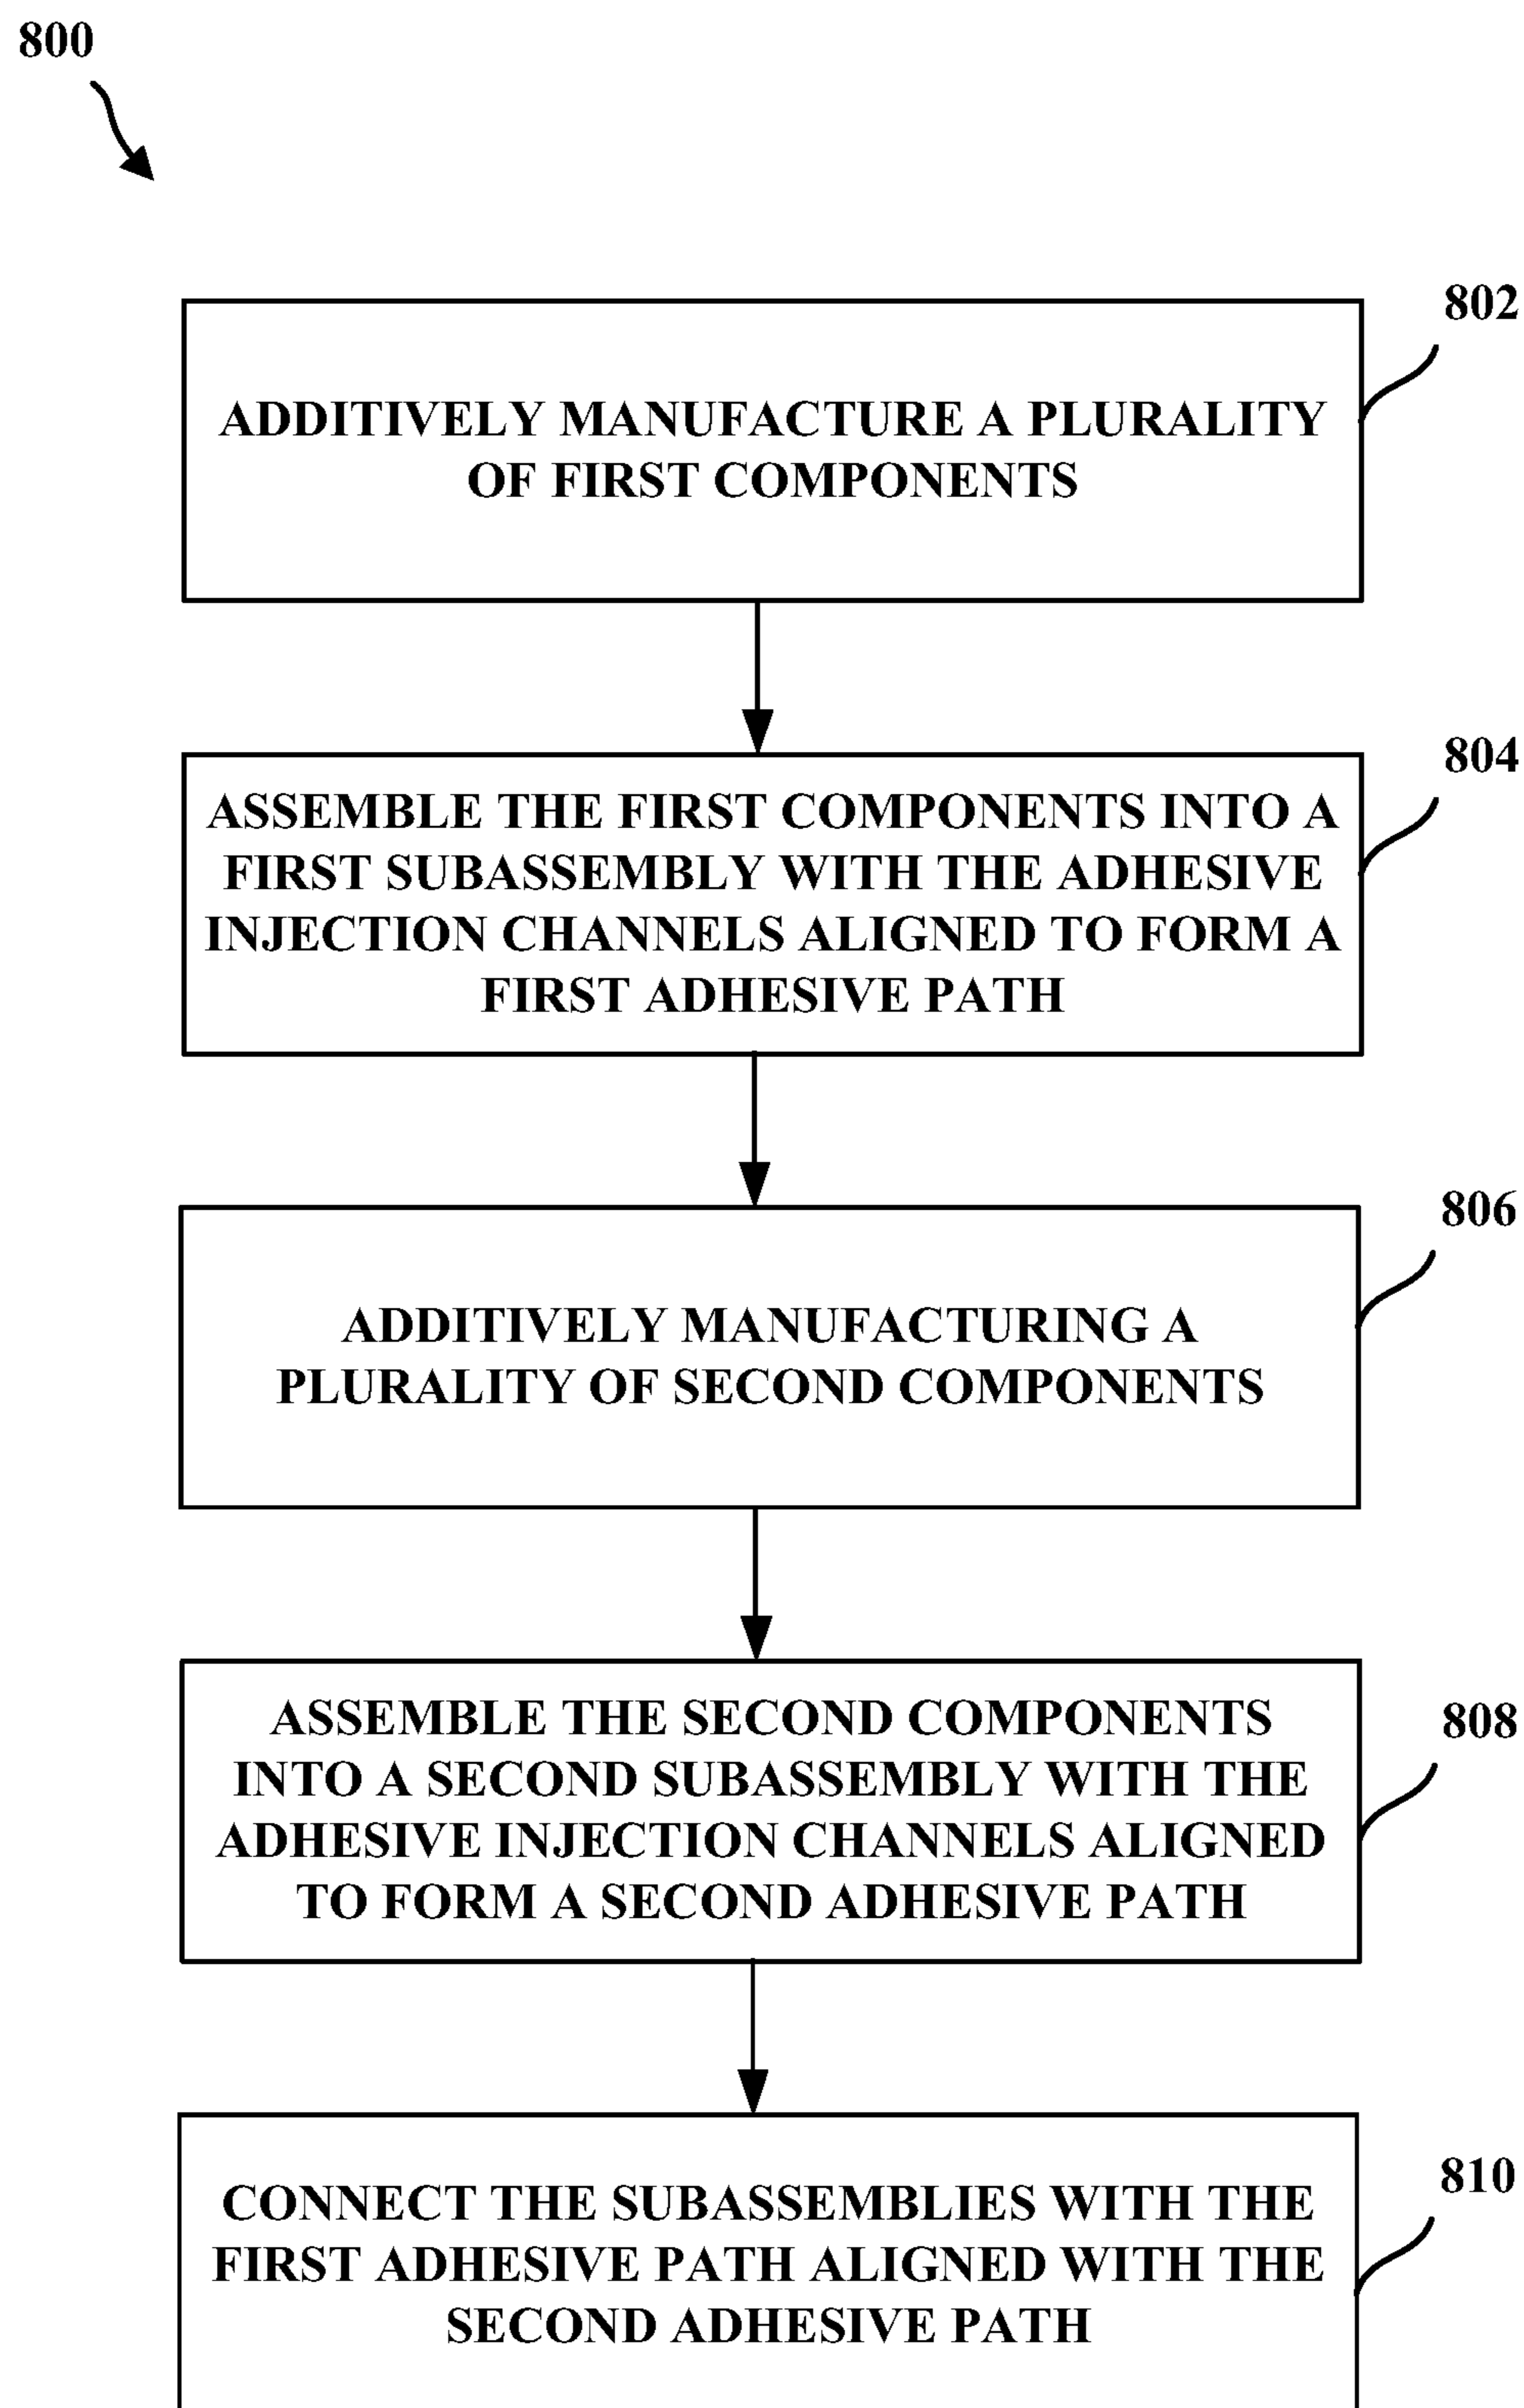 800
802
ADDITIVELY MANUFACTURE A PLURALITY
OF FIRST COMPONENTS
804
ASSEMBLE THE FIRST COMPONENTS INTO A
FIRST SUBASSEMBLY WITH THE ADHESIVE
INJECTION CHANNELS ALIGNED TO FORM A
FIRST ADHESIVE PATH
806
ADDITIVELY MANUFACTURING A
PLURALITY OF SECOND COMPONENTS
808
ASSEMBLE THE SECOND COMPONENTS
INTO A SECOND SUBASSEMBLY WITH THE
ADHESIVE INJECTION CHANNELS ALIGNED
TO FORM A SECOND ADHESIVE PATH
810
CONNECT THE SUBASSEMBLIES WITH THE
FIRST ADHESIVE PATH ALIGNED WITH THE
SECOND ADHESIVE PATH